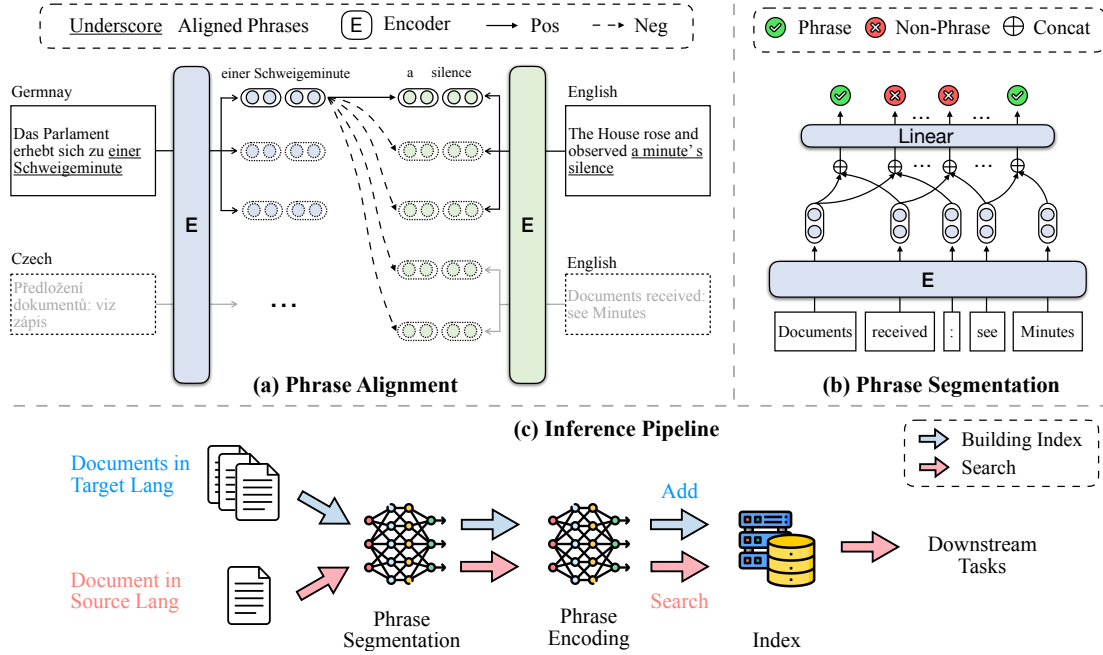 Underscore Aligned Phrases E Encoder Pos Neg
Phrase Non-Phrase Concat
einer Schweigeminute
a silence
Germnay
Das Parlament
erhebt sich zu einer
Schweigeminute
E
E
English
The House rose and
observed a minute's
silence
Czech
Předložení
dokumentů: viz
zápis
...
English
Documents received:
see Minutes
(a) Phrase Alignment
... ...
Linear
... ...
E
Documents received : see Minutes
(b) Phrase Segmentation
(c) Inference Pipeline
Building Index
Search
Documents in
Target Lang
Document in
Source Lang
Add
Search
Phrase
Segmentation
Phrase
Encoding
Index
Downstream
Tasks